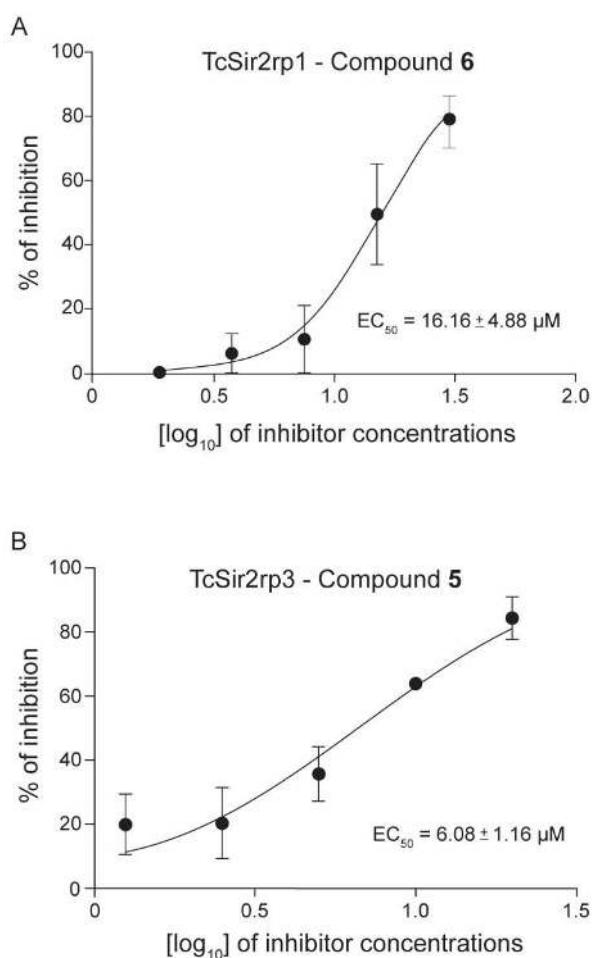 A
TcSir2rp1 - Compound 6
100
80
60
40
20
0
% of inhibition
EC50 = 16.16 ± 4.88 µM
0 0.5 1.0 1.5 2.0
[log10] of inhibitor concentrations
B
TcSir2rp3 - Compound 5
100
80
60
40
20
0
% of inhibition
EC50 = 6.08 ± 1.16 µM
0 0.5 1.0 1.5
[log10] of inhibitor concentrations